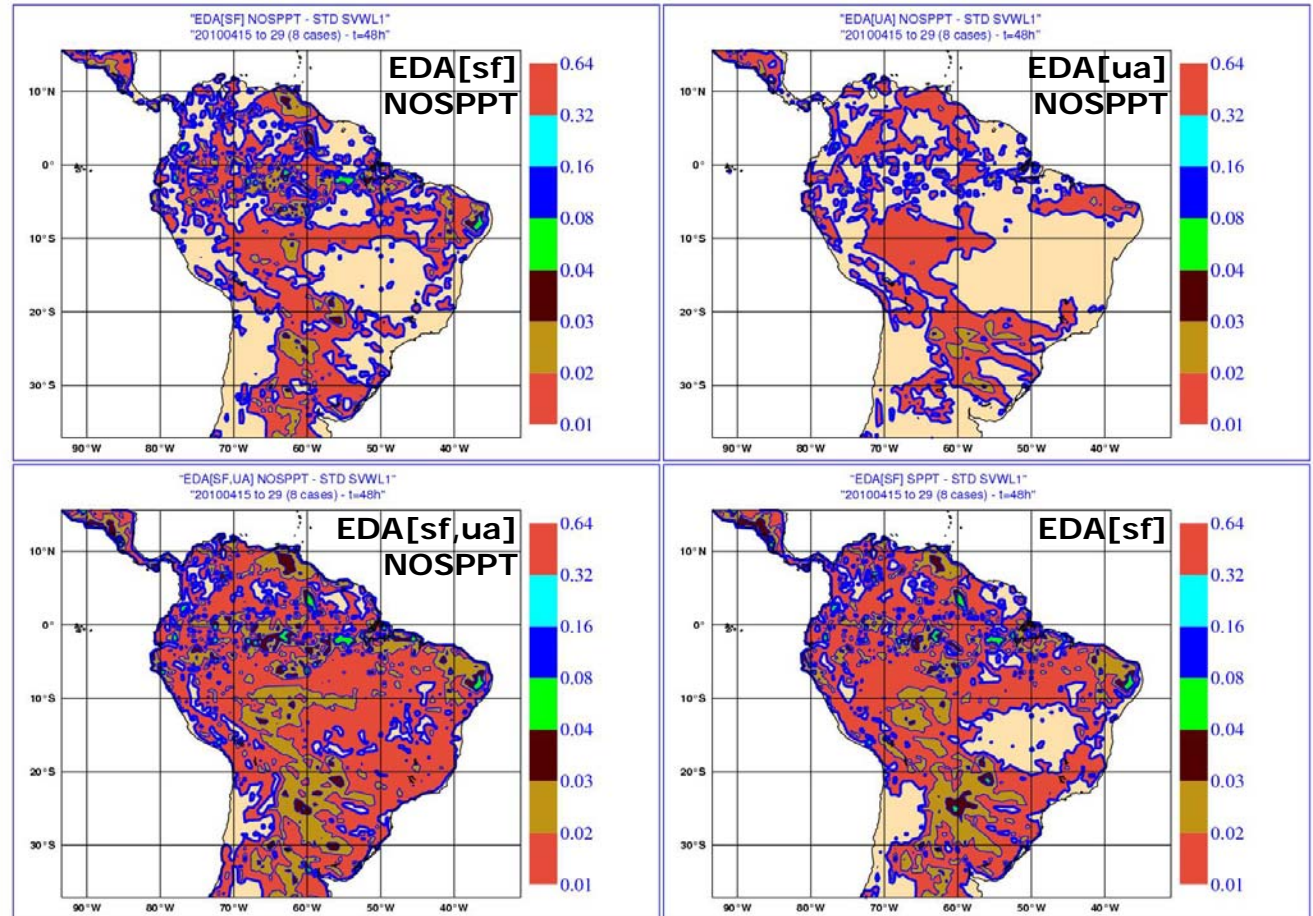 "EDA[SF] NOSPPT - STD SVWL1"
"20100415 to 29 (8 cases) - t=48h"
EDA[sf]
NOSPPT
10°N
0°
10°S
20°S
30°S
90°W 80°W 70°W 60°W 50°W 40°W
0.64
0.32
0.16
0.08
0.04
0.03
0.02
0.01
"EDA[UA] NOSPPT - STD SVWL1"
"20100415 to 29 (8 cases) - t=48h"
EDA[ua]
NOSPPT
10°N
0°
10°S
20°S
30°S
90°W 80°W 70°W 60°W 50°W 40°W
0.64
0.32
0.16
0.08
0.04
0.03
0.02
0.01
"EDA[SF,UA] NOSPPT - STD SVWL1"
"20100415 to 29 (8 cases) - t=48h"
EDA[sf,ua]
NOSPPT
10°N
0°
10°S
20°S
30°S
90°W 80°W 70°W 60°W 50°W 40°W
0.64
0.32
0.16
0.08
0.04
0.03
0.02
0.01
"EDA[SF] SPPT - STD SVWL1"
"20100415 to 29 (8 cases) - t=48h"
EDA[sf]
10°N
0°
10°S
20°S
30°S
90°W 80°W 70°W 60°W 50°W 40°W
0.64
0.32
0.16
0.08
0.04
0.03
0.02
0.01